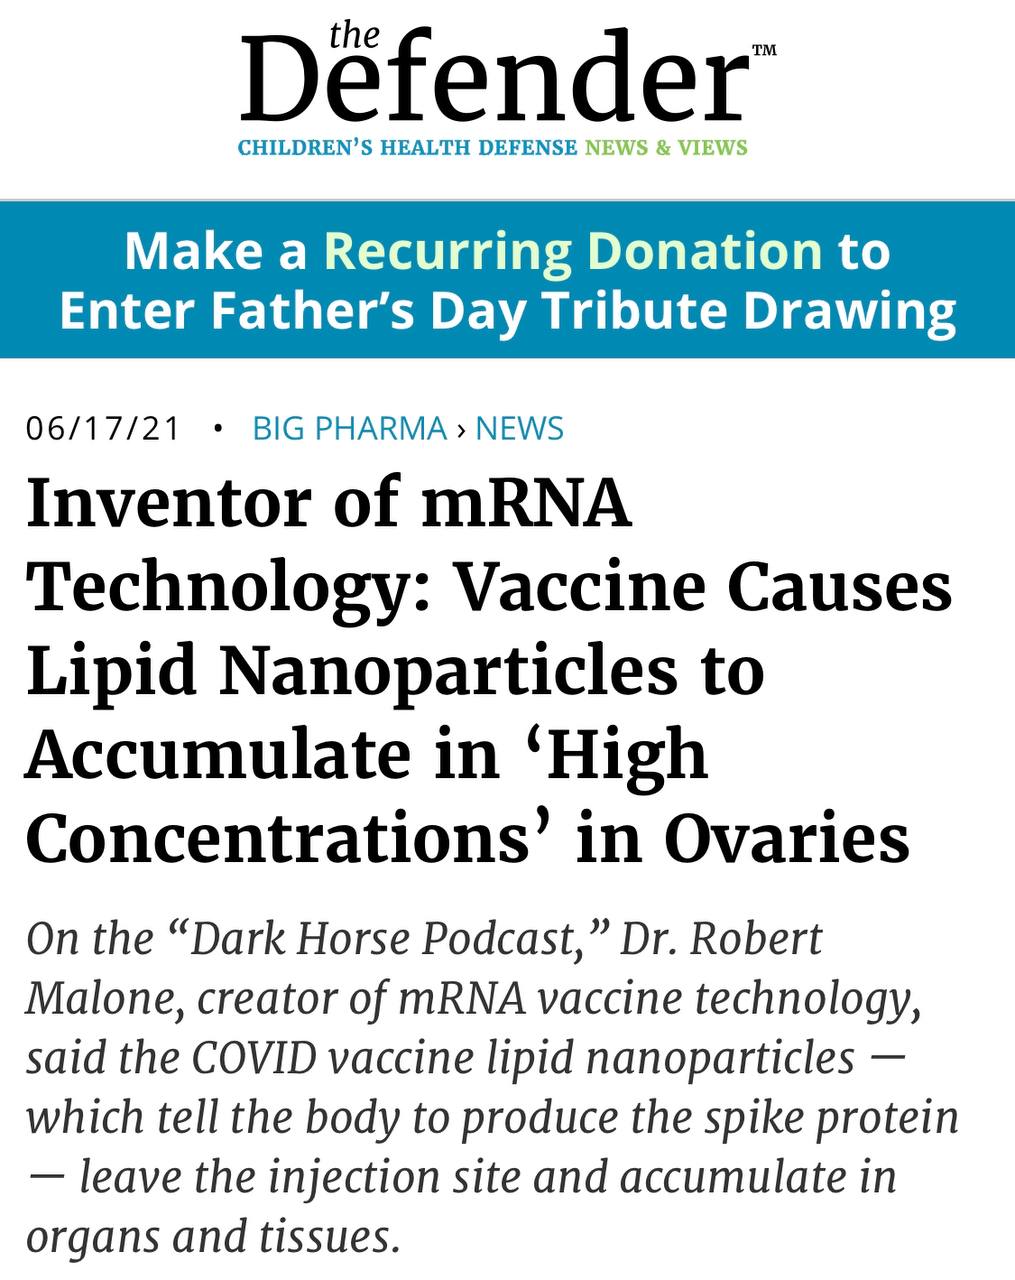 the
Defender™
CHILDREN’S HEALTH DEFENSE NEWS & VIEWS
Make a Recurring Donation to
Enter Father’s Day Tribute Drawing
06/17/21 • BIG PHARMA › NEWS
Inventor of mRNA
Technology: Vaccine Causes
Lipid Nanoparticles to
Accumulate in ‘High
Concentrations’ in Ovaries
On the “Dark Horse Podcast,” Dr. Robert
Malone, creator of mRNA vaccine technology,
said the COVID vaccine lipid nanoparticles —
which tell the body to produce the spike protein
— leave the injection site and accumulate in
organs and tissues.